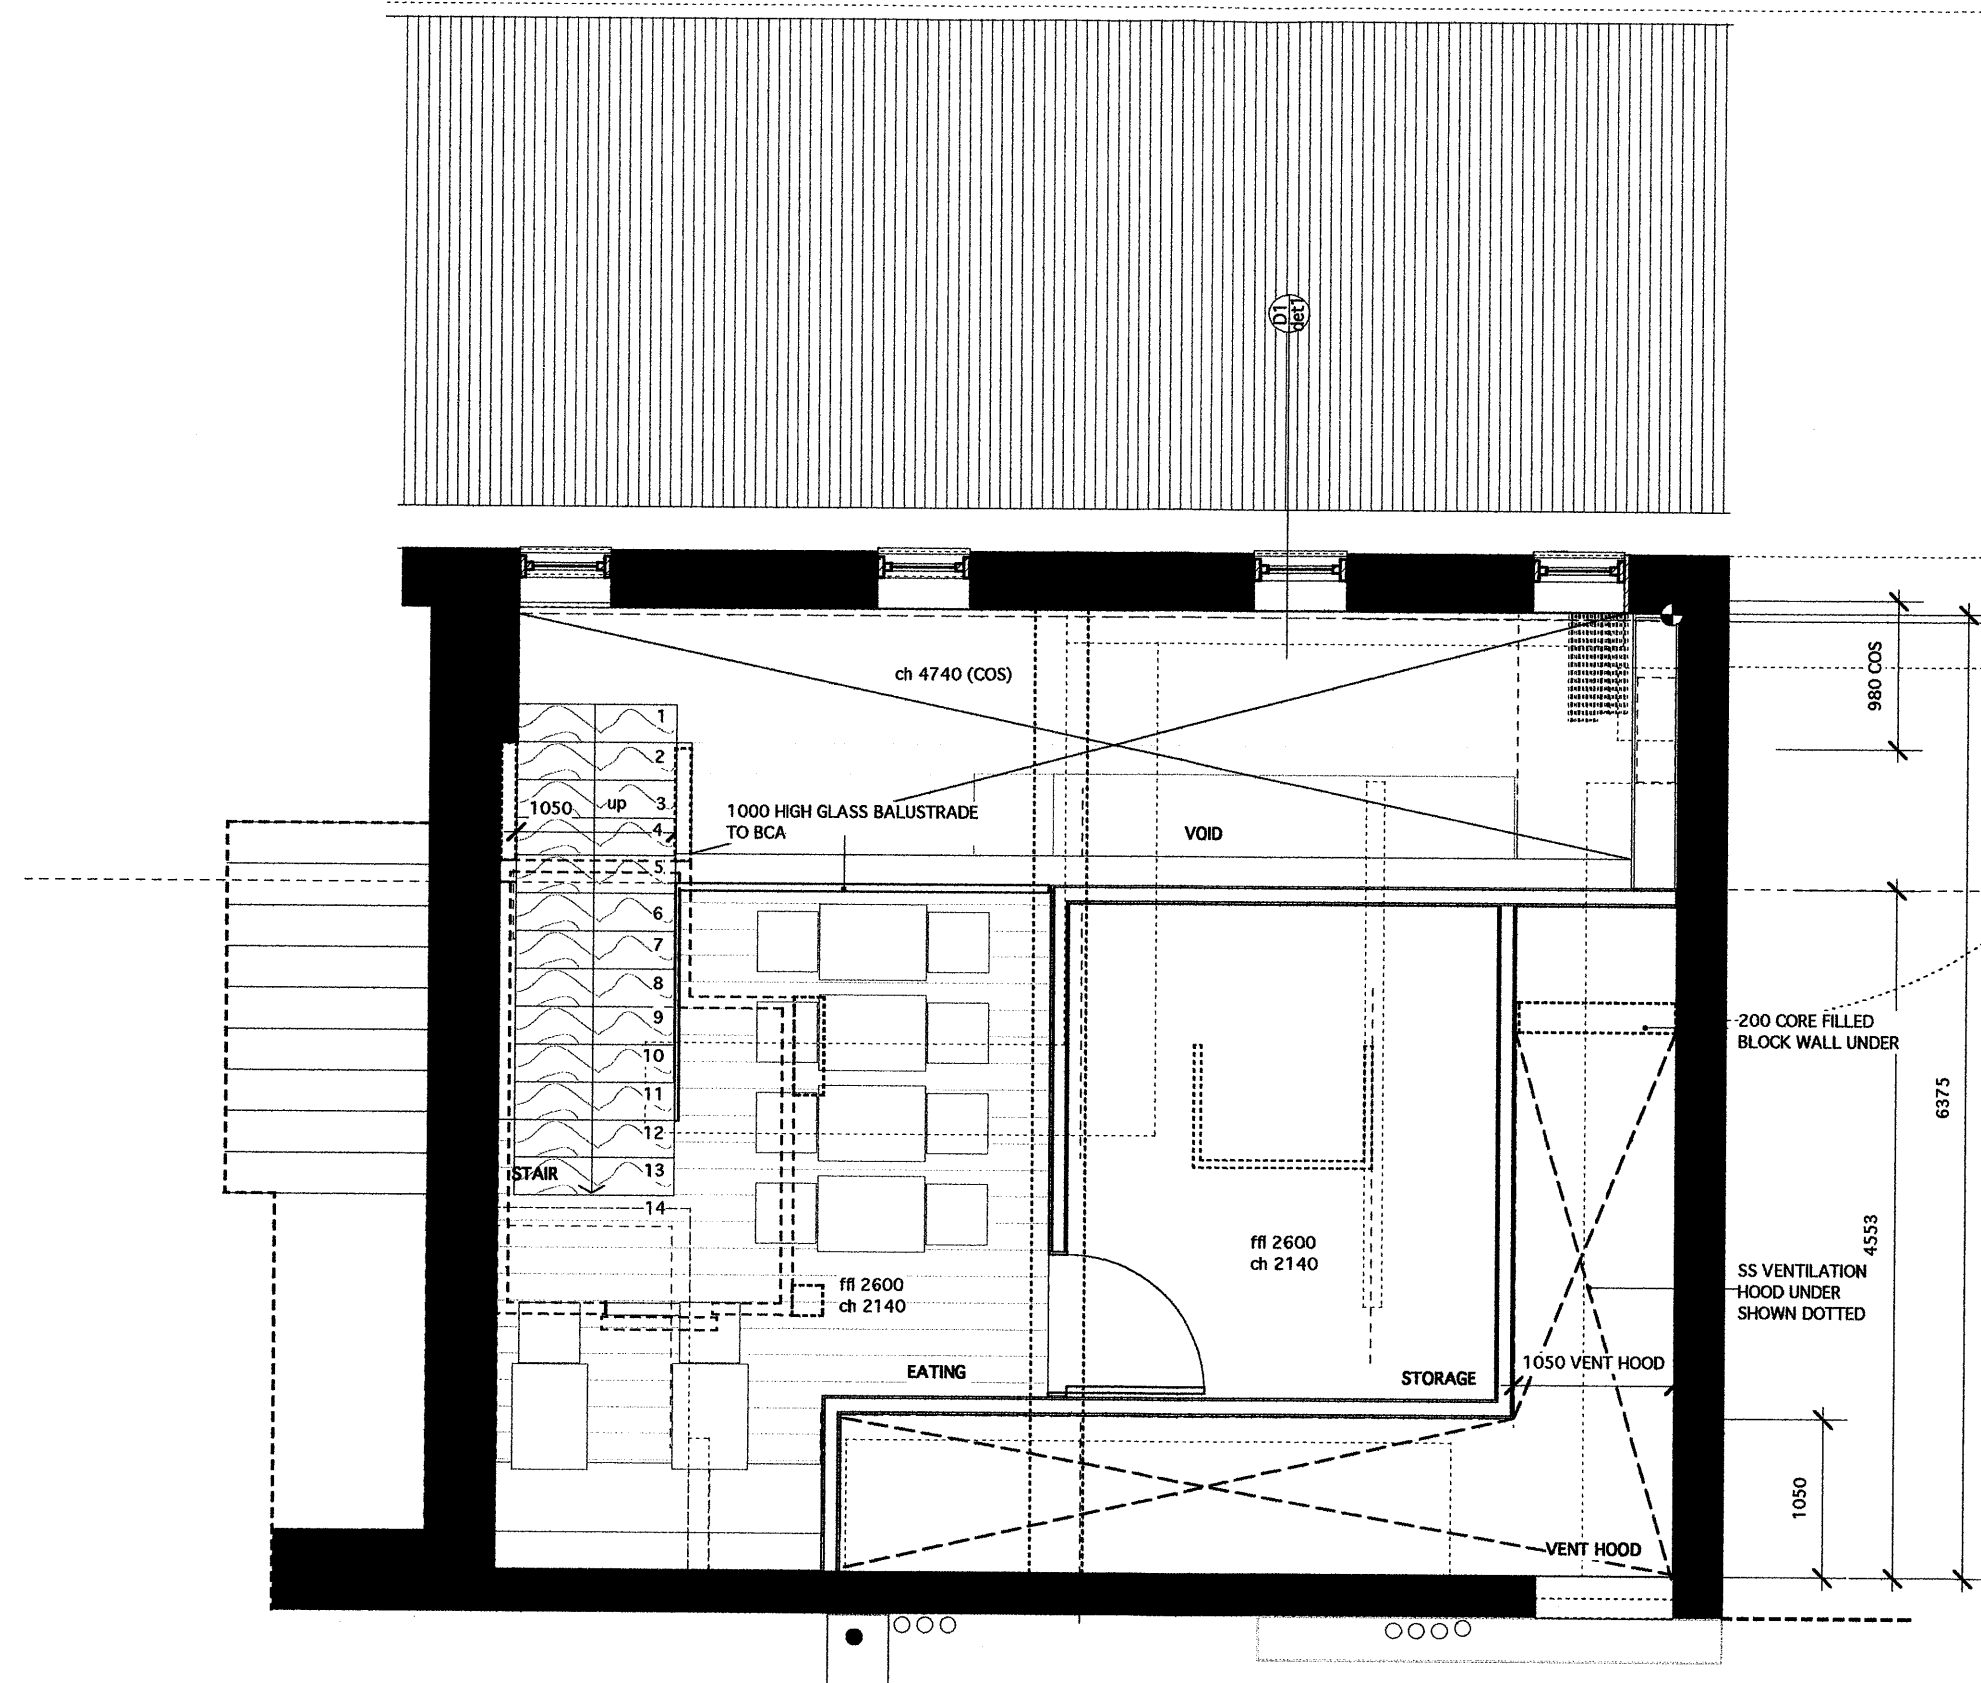 D1
det1
ch 4740 (COS)
980 COS
1
2
1050
up
3
4
1000 HIGH GLASS BALUSTRADE
TO BCA
VOID
5
6
7
8
9
10
11
12
13
STAIR
14
200 CORE FILLED
BLOCK WALL UNDER
6375
4553
ffl 2600
ch 2140
ffl 2600
ch 2140
SS VENTILATION
HOOD UNDER
SHOWN DOTTED
EATING
STORAGE
1050 VENT HOOD
1050
VENT HOOD